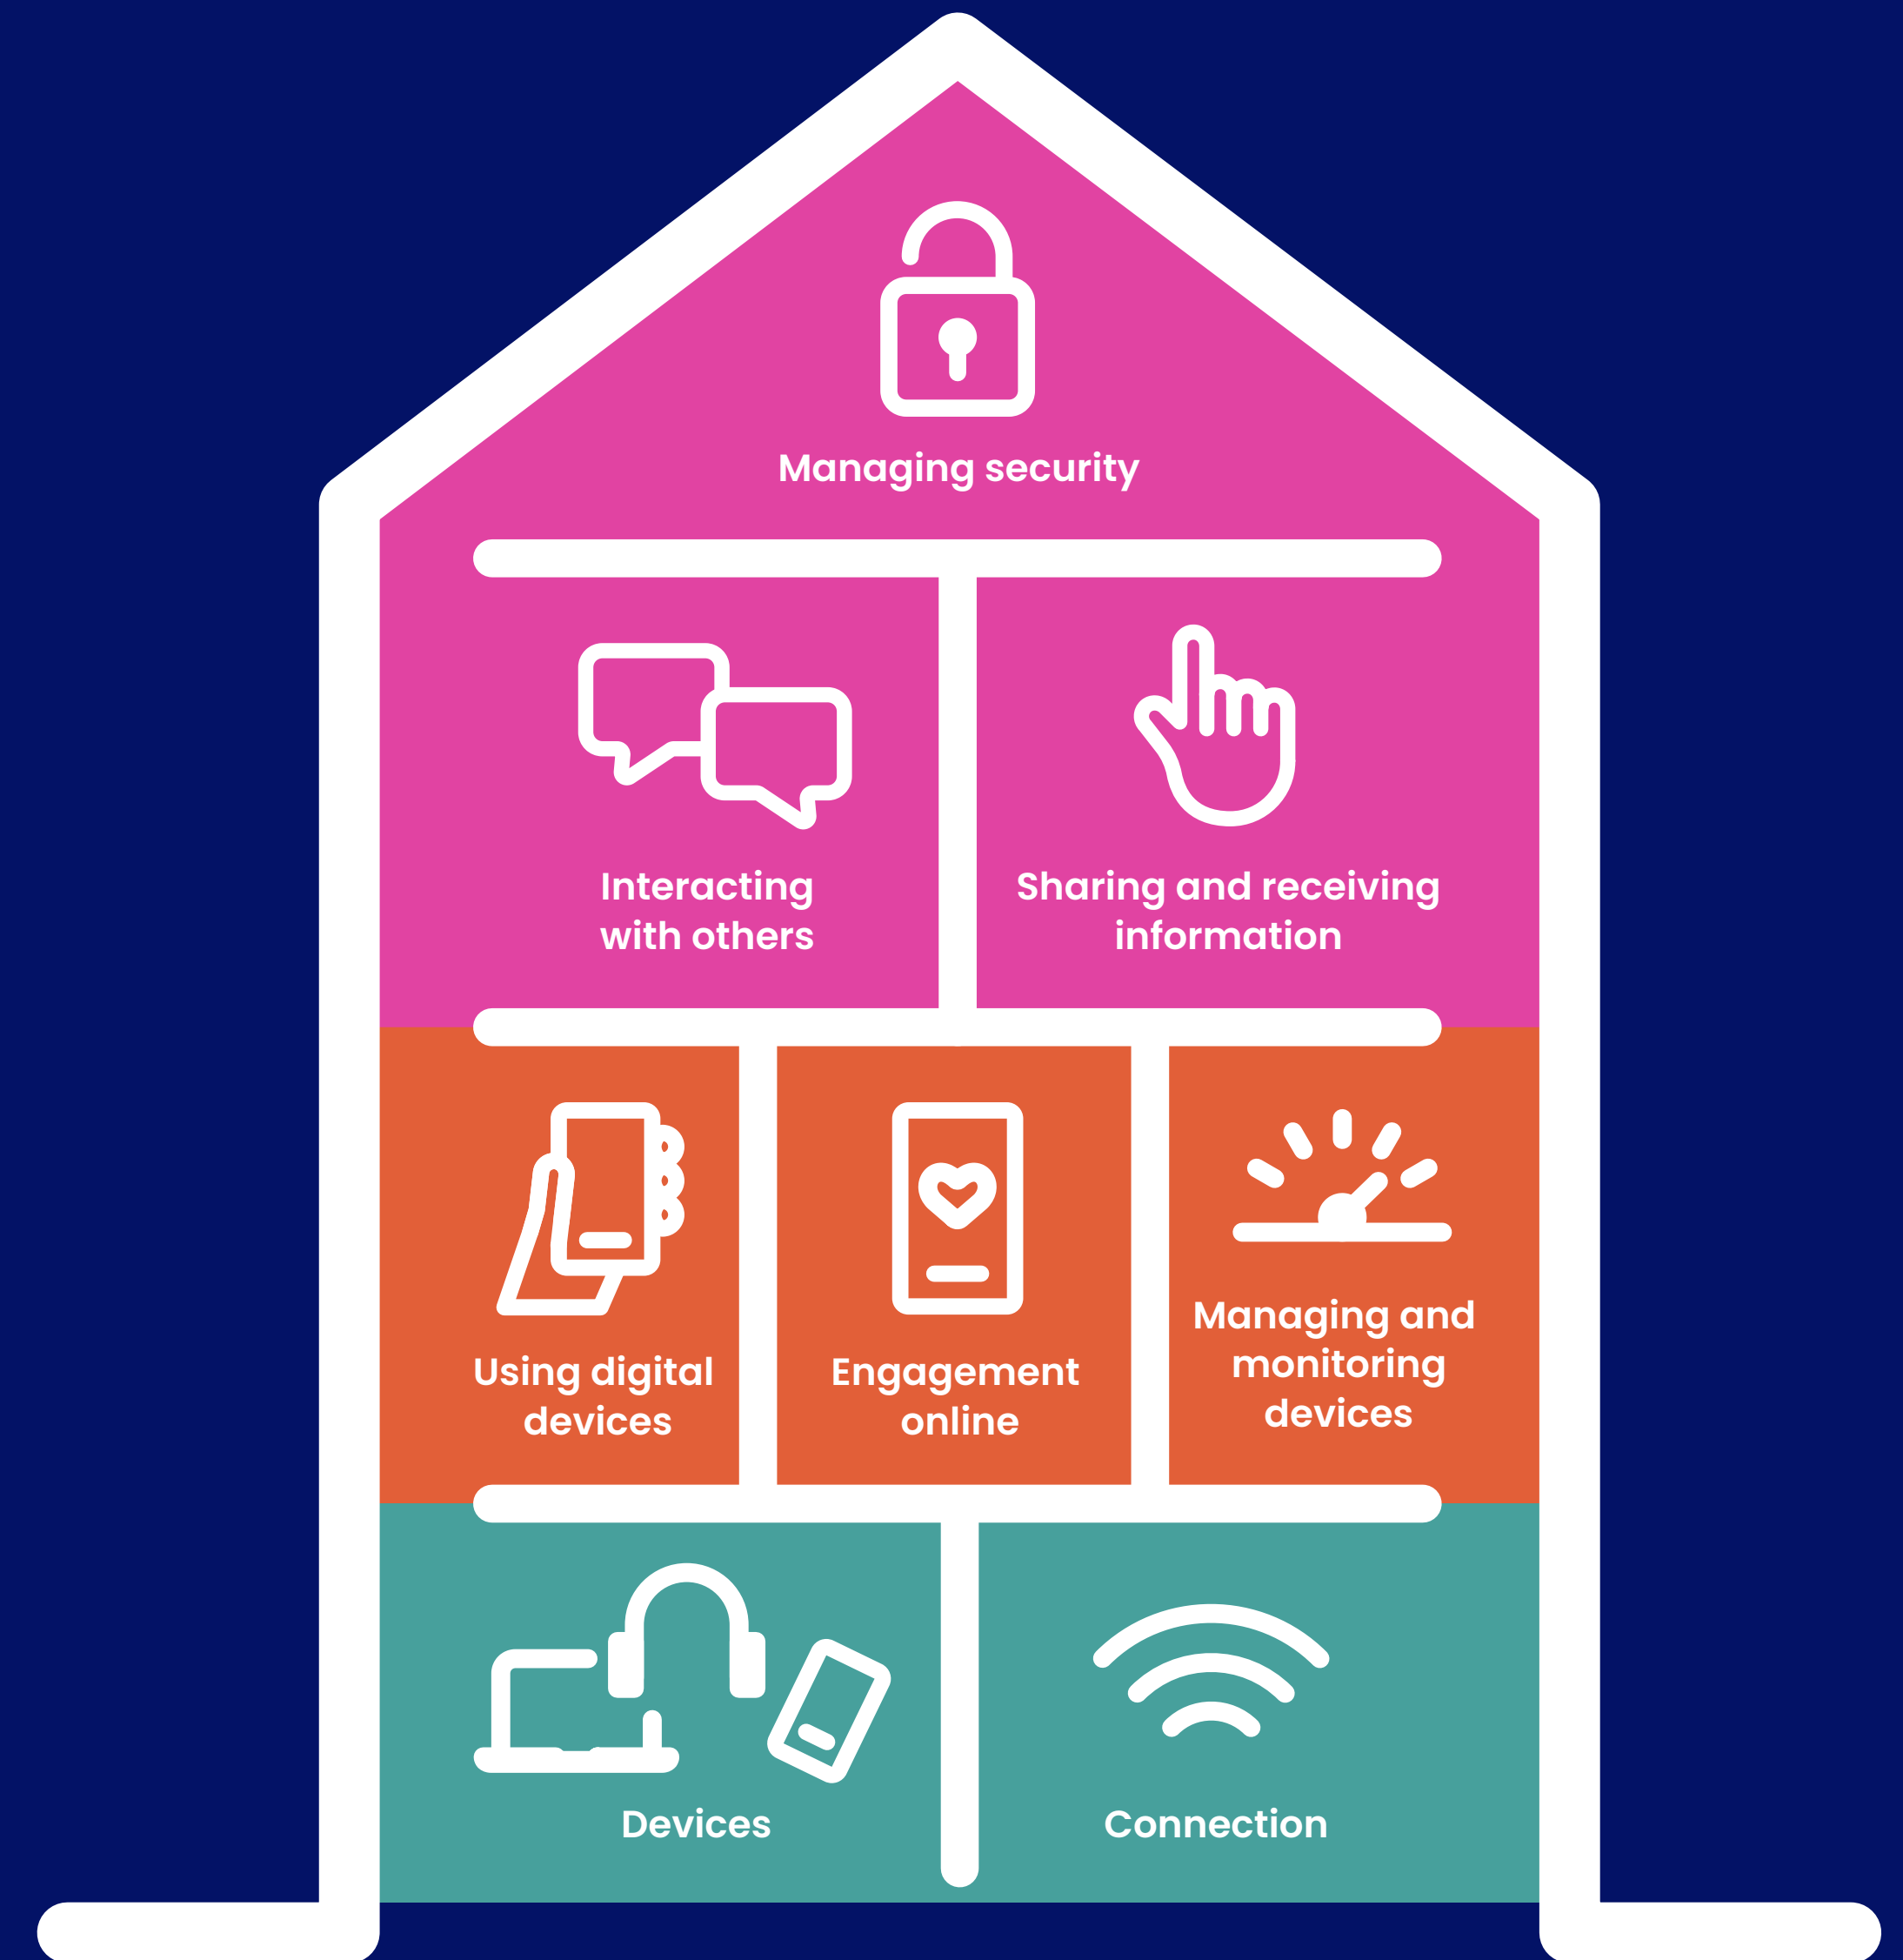 Managing security
Interacting
with others
Sharing and receiving
information
Using digital
devices
Engagement
online
Managing and
monitoring
devices
Devices
Connection